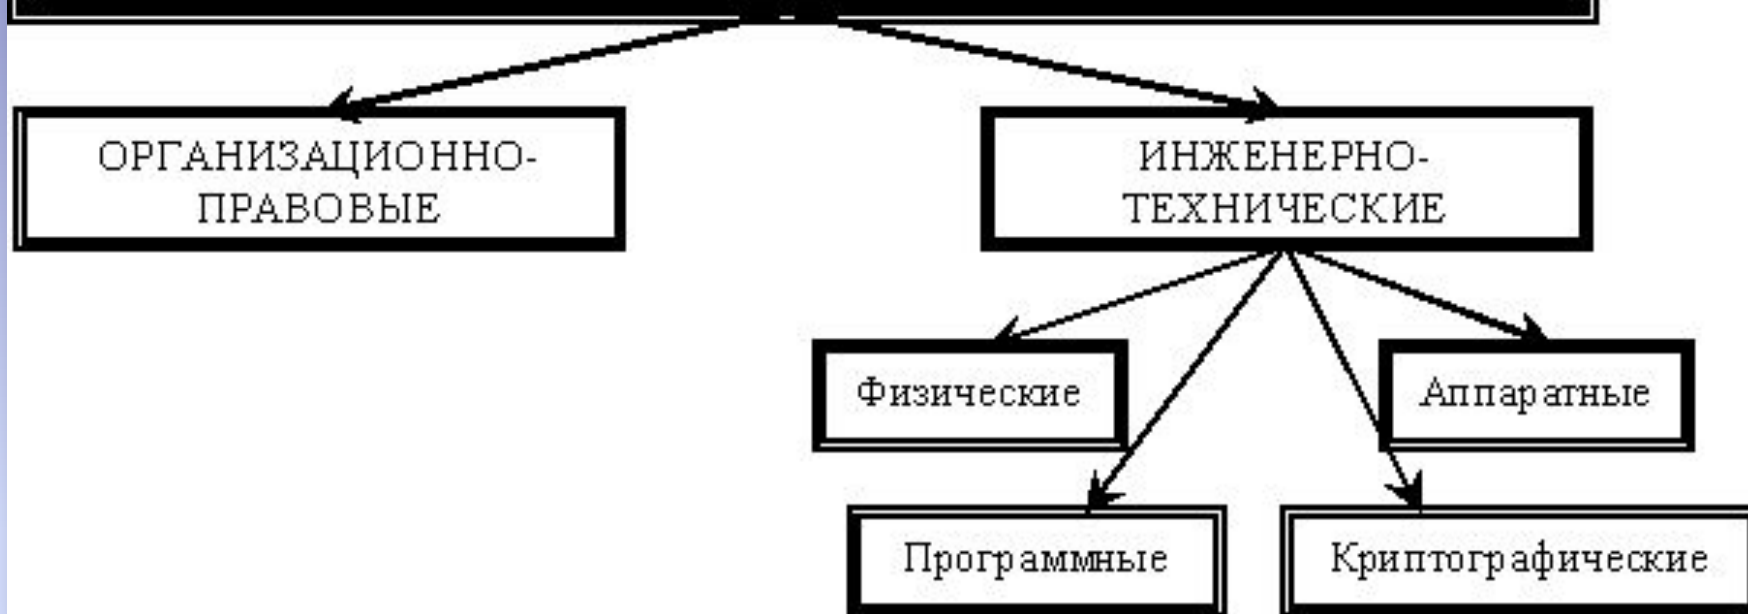 ОРГАНИЗАЦИОННО-
ПРАВОВЫЕ
ИНЖЕНЕРНО-
ТЕХНИЧЕСКИЕ
Физические
Аппаратные
Программные
Криптографические